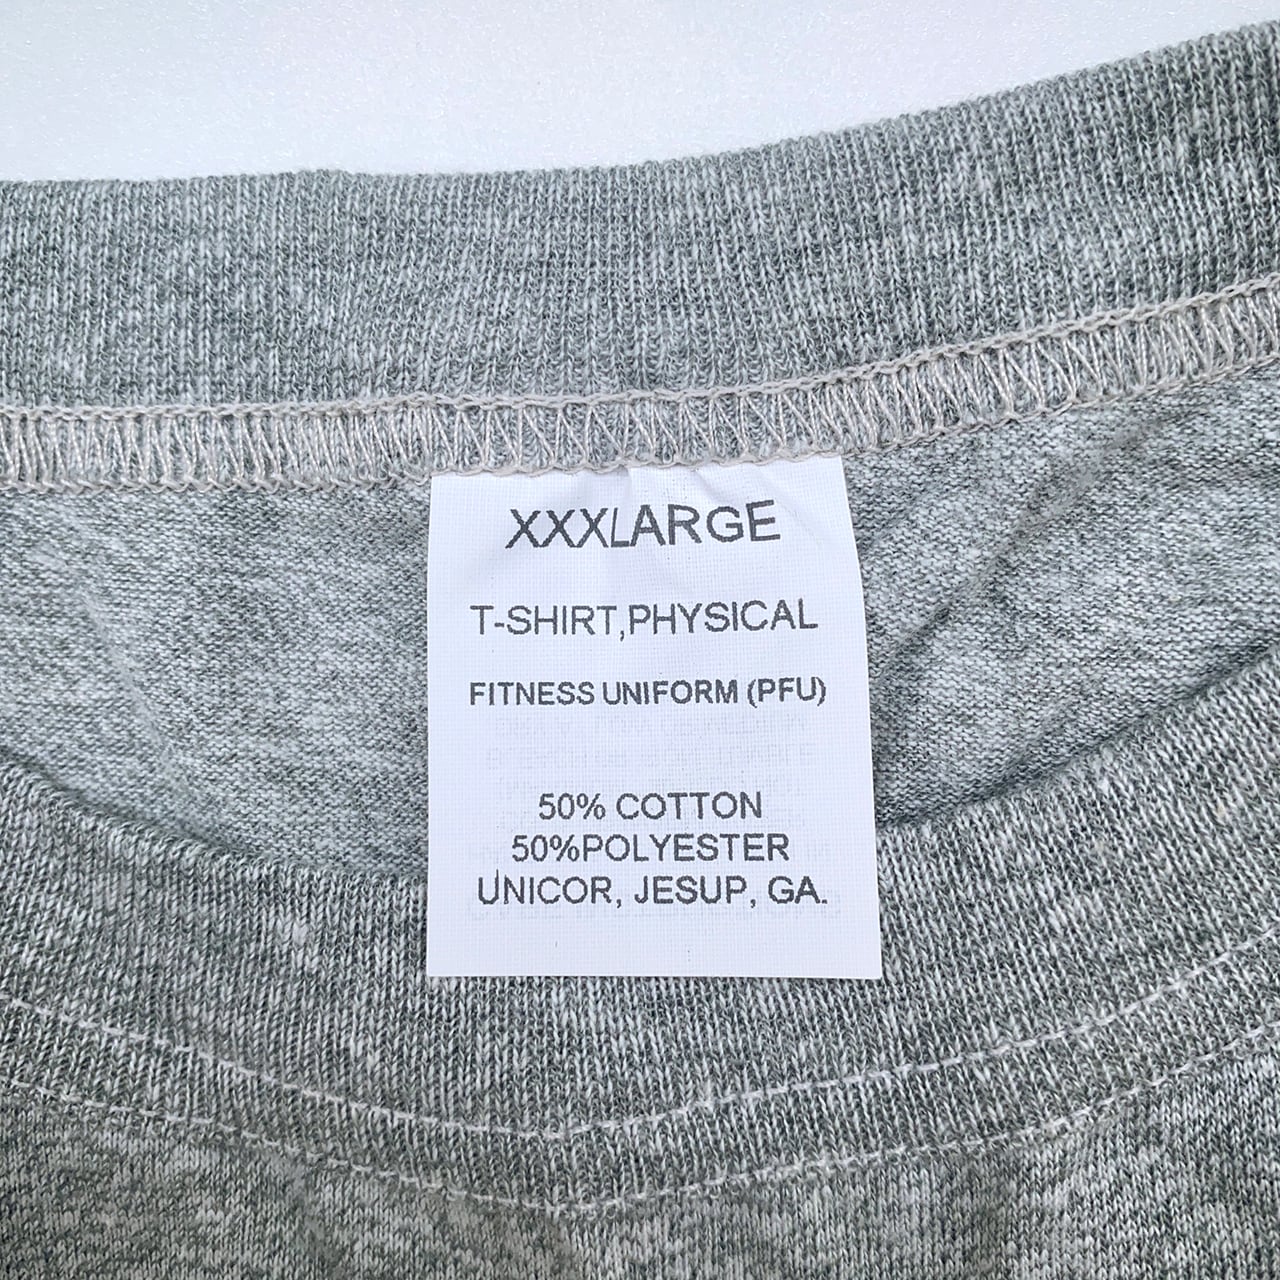 XXXLARGE
T-SHIRT,PHYSICAL
FITNESS UNIFORM (PFU)
50% COTTON
50%POLYESTER
UNICOR, JESUP, GA.